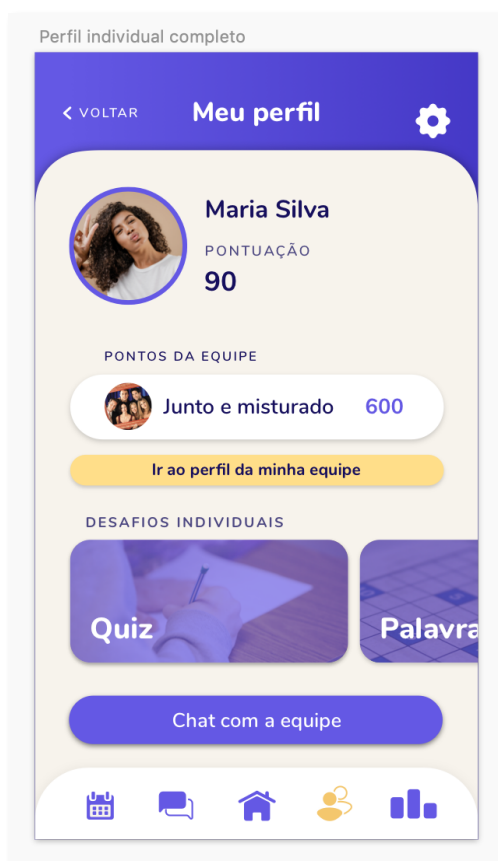 Perfil individual completo
VOLTAR
Meu perfil
Maria Silva
PONTUAÇÃO
90
PONTOS DA EQUIPE
Junto e misturado 600
Ir ao perfil da minha equipe
DESAFIOS INDIVIDUAIS
Quiz
Palavra
Chat com a equipe